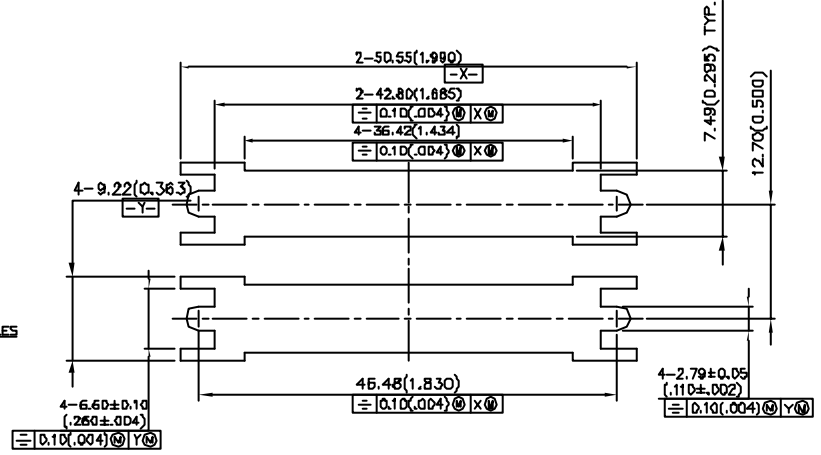 2-50.55(1.990)
-X-
2-42.80(1.685)
0.10(.004)Ⓜ X Ⓜ
4-36.42(1.434)
0.10(.004)Ⓜ X Ⓜ
7.49(0.295) TYP.
12.70(0.500)
4-9.22(0.363)
-Y-
ES
46.48(1.830)
0.10(.004)Ⓜ X Ⓜ
4-2.79±0.05
(.110±.002)
0.10(.004)Ⓜ Y Ⓜ
4-6.60±0.10
(.260±.004)
0.10(.004)Ⓜ Y Ⓜ